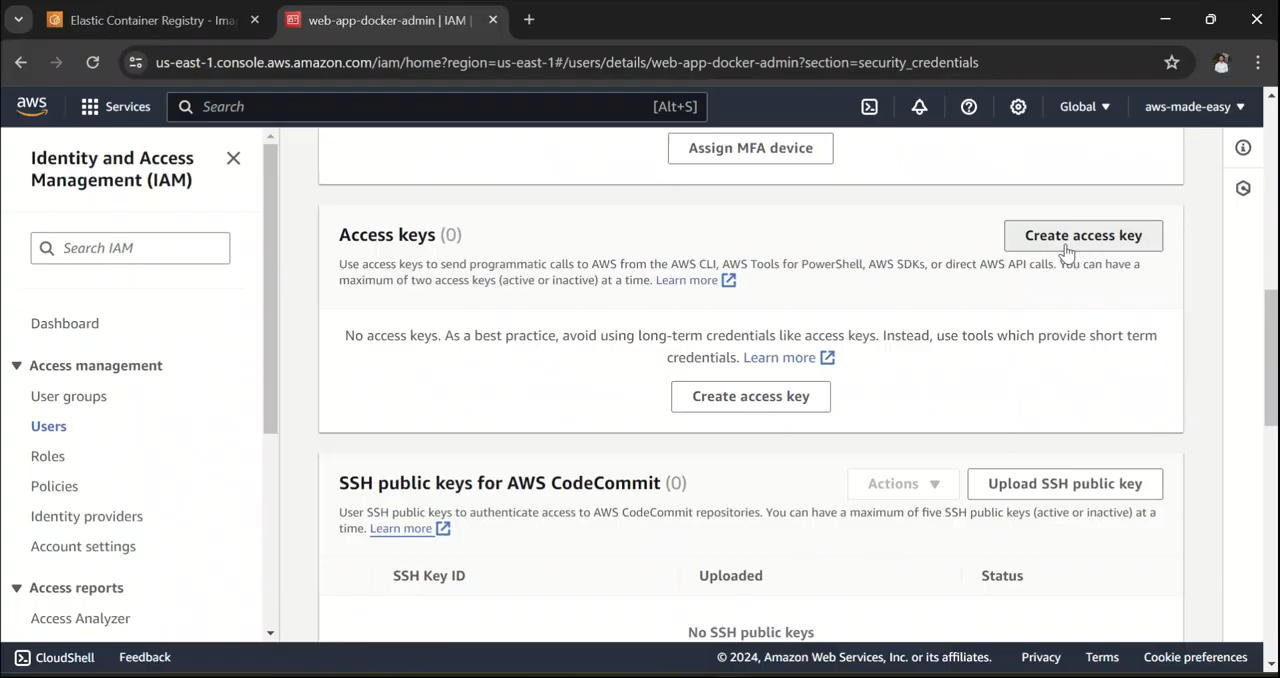 Elastic Container Registry - Ima
web-app-docker-admin | IAM |
us-east-1.console.aws.amazon.com/iam/home?region=us-east-1#/users/details/web-app-docker-admin?section=security_credentials
aws
Services
Search
[Alt+S]
Global
aws-made-easy
Identity and Access
Management (IAM)
Search IAM
Dashboard
Access management
User groups
Users
Roles
Policies
Identity providers
Account settings
Access reports
Access Analyzer
Assign MFA device
Access keys (0)
Create access key
Use access keys to send programmatic calls to AWS from the AWS CLI, AWS Tools for PowerShell, AWS SDKs, or direct AWS API calls. You can have a
maximum of two access keys (active or inactive) at a time. Learn more
No access keys. As a best practice, avoid using long-term credentials like access keys. Instead, use tools which provide short term
credentials. Learn more
Create access key
SSH public keys for AWS CodeCommit (0)
Actions
Upload SSH public key
User SSH public keys to authenticate access to AWS CodeCommit repositories. You can have a maximum of five SSH public keys (active or inactive) at a
time. Learn more
SSH Key ID
Uploaded
Status
No SSH public keys
CloudShell
Feedback
© 2024, Amazon Web Services, Inc. or its affiliates.
Privacy
Terms
Cookie preferences